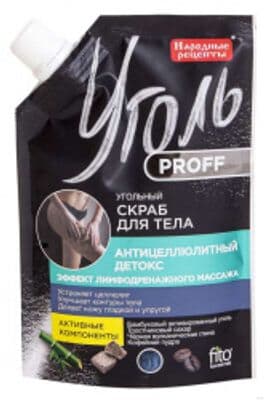 Народные
рецепты
Уголь
PROFF
УГОЛЬНЫЙ
СКРАБ
ДЛЯ ТЕЛА
АНТИЦЕЛЛЮЛИТНЫЙ
ДЕТОКС
ЭФФЕКТ ЛИМФОДРЕНАЖНОГО МАССАЖА
Устраняет целлюлит
Улучшает контуры тела
Делает кожу гладкой и упругой
АКТИВНЫЕ
КОМПОНЕНТЫ:
Бамбуковый активированный уголь
Тростниковый сахар
Черная вулканическая глина
Кофейная пудра
fito